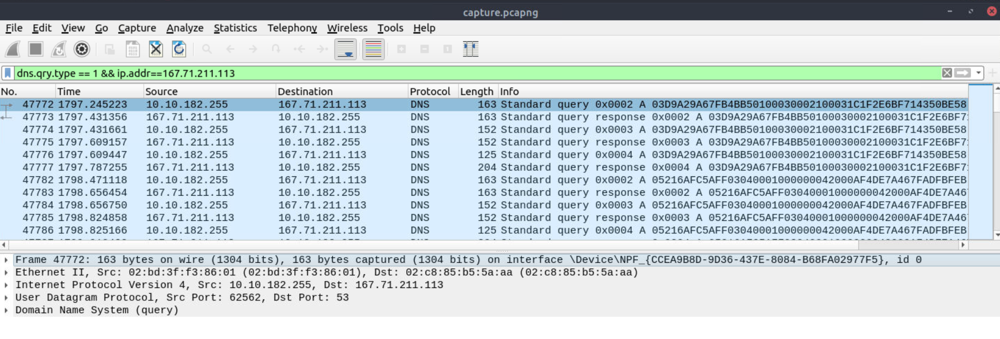 capture.pcapng
File Edit View Go Capture Analyze Statistics Telephony Wireless Tools Help
dns.qry.type == 1 && ip.addr==167.71.211.113
No. Time Source Destination Protocol Length Info
47772 1797.245223 10.10.182.255 167.71.211.113 DNS 163 Standard query 0x0002 A 03D9A29A67FB4BB50100030002100031C1F2E6BF714350BE58
47773 1797.431356 167.71.211.113 10.10.182.255 DNS 163 Standard query response 0x0002 A 03D9A29A67FB4BB50100030002100031C1F2E6BF7
47774 1797.431661 10.10.182.255 167.71.211.113 DNS 152 Standard query 0x0003 A 03D9A29A67FB4BB50100030002100031C1F2E6BF714350BE58
47775 1797.609157 167.71.211.113 10.10.182.255 DNS 152 Standard query response 0x0003 A 03D9A29A67FB4BB50100030002100031C1F2E6BF7
47776 1797.609447 10.10.182.255 167.71.211.113 DNS 125 Standard query 0x0004 A 03D9A29A67FB4BB50100030002100031C1F2E6BF714350BE58
47777 1797.787255 167.71.211.113 10.10.182.255 DNS 204 Standard query response 0x0004 A 03D9A29A67FB4BB50100030002100031C1F2E6BF7
47782 1798.471118 10.10.182.255 167.71.211.113 DNS 163 Standard query 0x0002 A 05216AFC5AFF03040001000000042000AF4DE7A467FADFBFEB
47783 1798.656454 167.71.211.113 10.10.182.255 DNS 163 Standard query response 0x0002 A 05216AFC5AFF03040001000000042000AF4DE7A46
47784 1798.656750 10.10.182.255 167.71.211.113 DNS 152 Standard query 0x0003 A 05216AFC5AFF03040001000000042000AF4DE7A467FADFBFEB
47785 1798.824858 167.71.211.113 10.10.182.255 DNS 152 Standard query response 0x0003 A 05216AFC5AFF03040001000000042000AF4DE7A46
47786 1798.825166 10.10.182.255 167.71.211.113 DNS 125 Standard query 0x0004 A 05216AFC5AFF03040001000000042000AF4DE7A467FADFBFEB
Frame 47772: 163 bytes on wire (1304 bits), 163 bytes captured (1304 bits) on interface \Device\NPF_{CCEA9B8D-9D36-437E-8084-B68FA02977F5}, id 0
Ethernet II, Src: 02:bd:3f:f3:86:01 (02:bd:3f:f3:86:01), Dst: 02:c8:85:b5:5a:aa (02:c8:85:b5:5a:aa)
Internet Protocol Version 4, Src: 10.10.182.255, Dst: 167.71.211.113
User Datagram Protocol, Src Port: 62562, Dst Port: 53
Domain Name System (query)